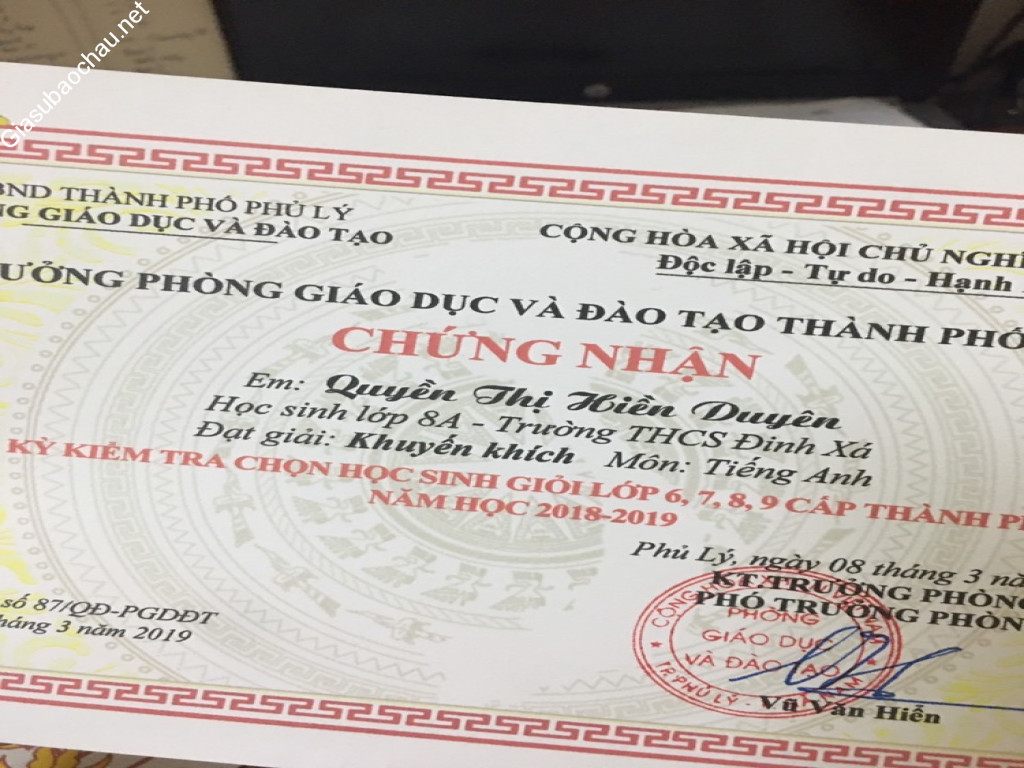 Giasubaochau.net
BND THÀNH PHỐ PHỦ LÝ
NG GIÁO DỤC VÀ ĐÀO TẠO
CỘNG HÒA XÃ HỘI CHỦ NGHĨ
Độc lập - Tự do - Hạnh
ƯỞNG PHÒNG GIÁO DỤC VÀ ĐÀO TẠO THÀNH PHỐ
CHỨNG NHẬN
Em: Quyền Thị Hiền Duyên
Học sinh lớp 8A - Trường THCS Đinh Xá
Đạt giải: Khuyến khích Môn: Tiếng Anh
KỲ KIỂM TRA CHỌN HỌC SINH GIỎI LỚP 6, 7, 8, 9 CẤP THÀNH PH
NĂM HỌC 2018-2019
Phủ Lý, ngày 08 tháng 3 nă
KT TRƯỞNG PHÒNG
PHÓ TRƯỞNG PHÒN
số 87/QĐ-PGDĐT
tháng 3 năm 2019
PHÒNG
GIÁO DỤC
VÀ ĐÀO TẠO
TP.PHỦ LÝ
Vũ Văn Hiển